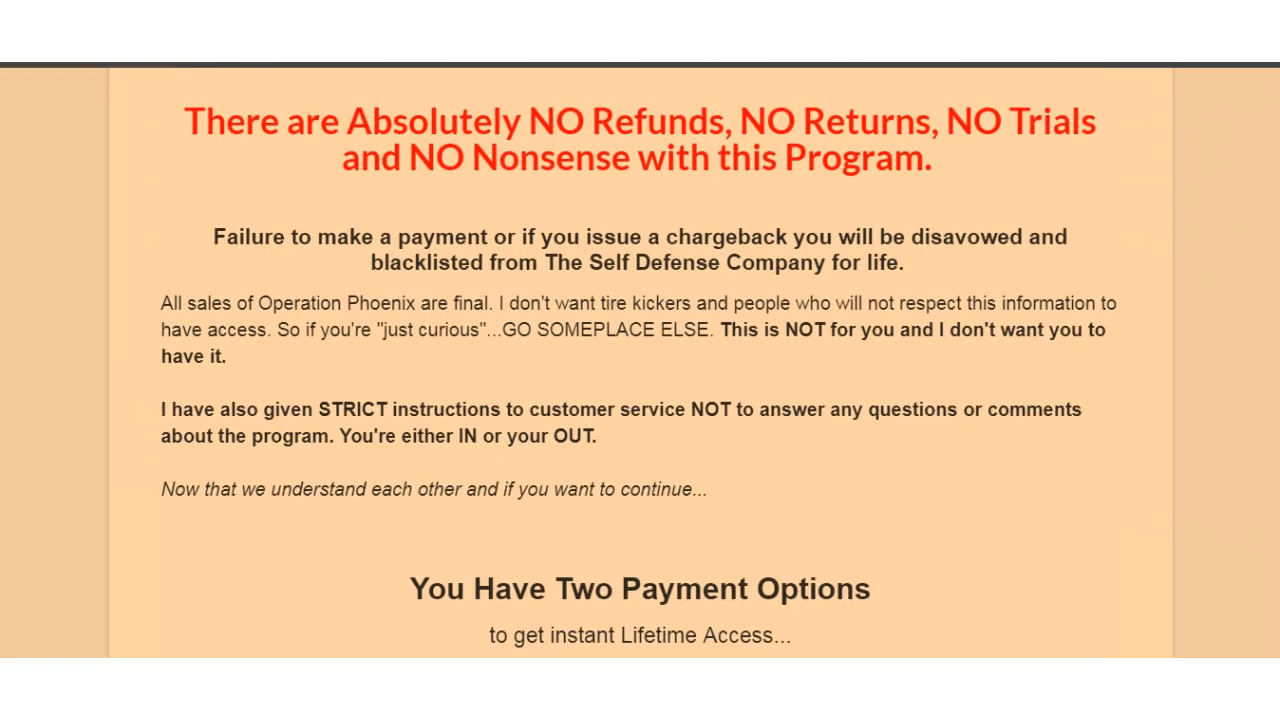 There are Absolutely NO Refunds, NO Returns, NO Trials
and NO Nonsense with this Program.
Failure to make a payment or if you issue a chargeback you will be disavowed and
blacklisted from The Self Defense Company for life.
All sales of Operation Phoenix are final. I don't want tire kickers and people who will not respect this information to
have access. So if you're "just curious"...GO SOMEPLACE ELSE. This is NOT for you and I don't want you to
have it.
I have also given STRICT instructions to customer service NOT to answer any questions or comments
about the program. You're either IN or your OUT.
Now that we understand each other and if you want to continue...
You Have Two Payment Options
to get instant Lifetime Access...